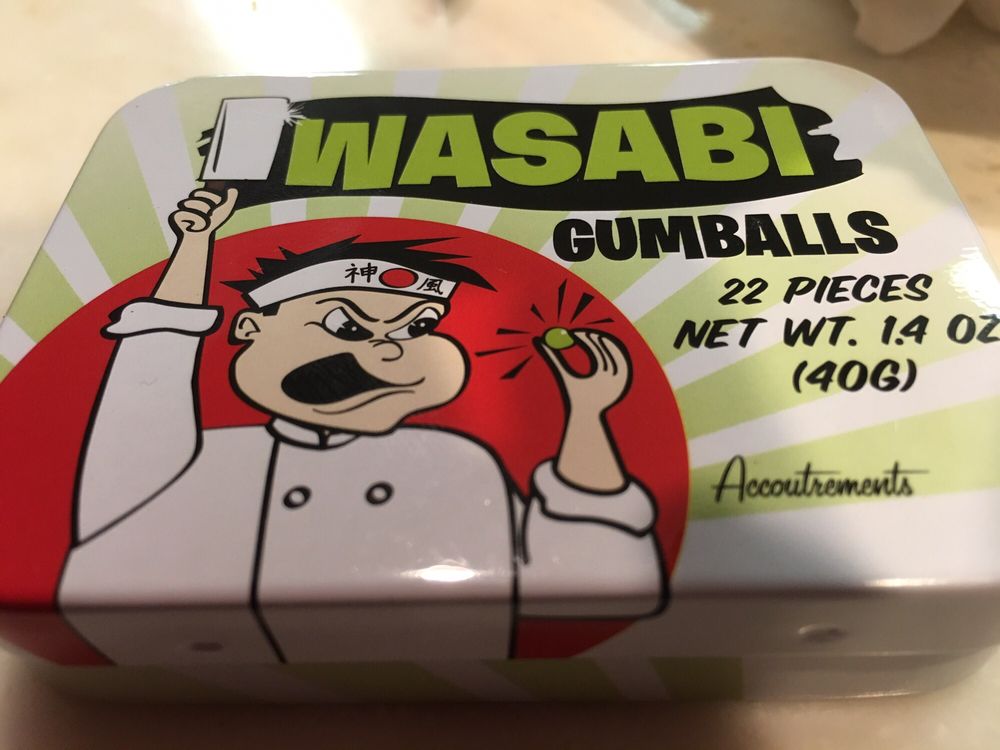 WASABI
GUMBALLS
神風
22 PIECES
NET WT. 1.4 OZ
(40G)
Accoutrements